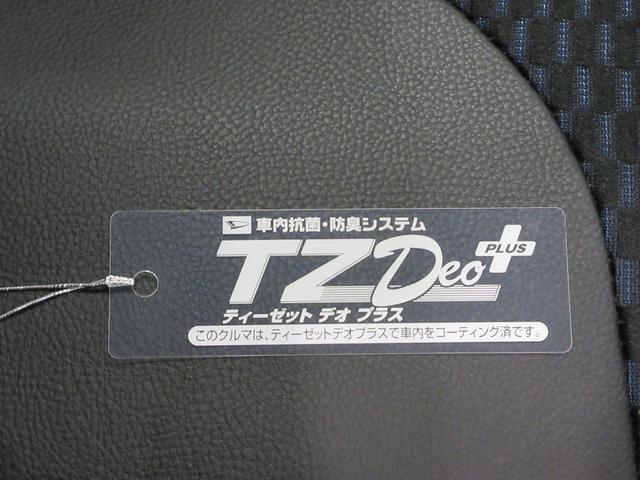 車内抗菌・防臭システム
TZ Deo PLUS
ティーゼット デオ プラス
このクルマは、ティーゼットデオプラスで車内をコーティング済です。